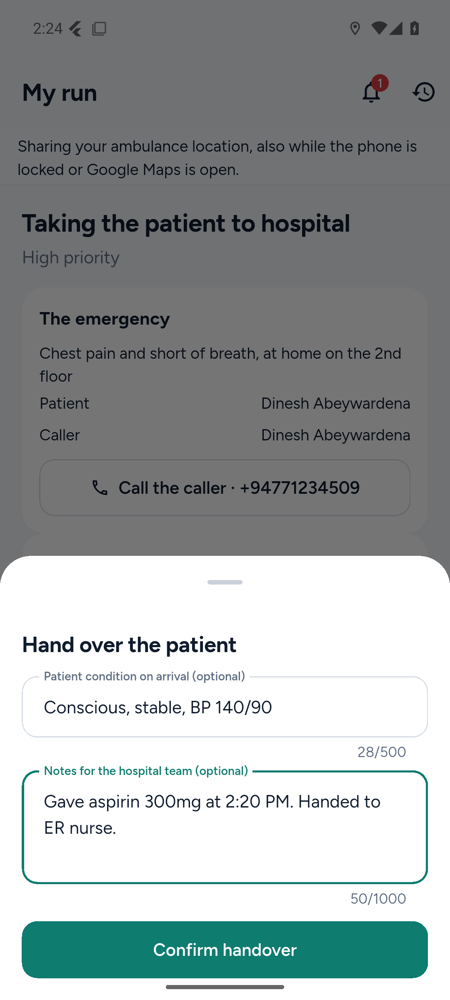 2:24
My run
1
Sharing your ambulance location, also while the phone is
locked or Google Maps is open.
Taking the patient to hospital
High priority
The emergency
Chest pain and short of breath, at home on the 2nd
floor
Patient Dinesh Abeywardena
Caller Dinesh Abeywardena
Call the caller · +94771234509
Hand over the patient
Patient condition on arrival (optional)
Conscious, stable, BP 140/90
28/500
Notes for the hospital team (optional)
Gave aspirin 300mg at 2:20 PM. Handed to
ER nurse.
50/1000
Confirm handover